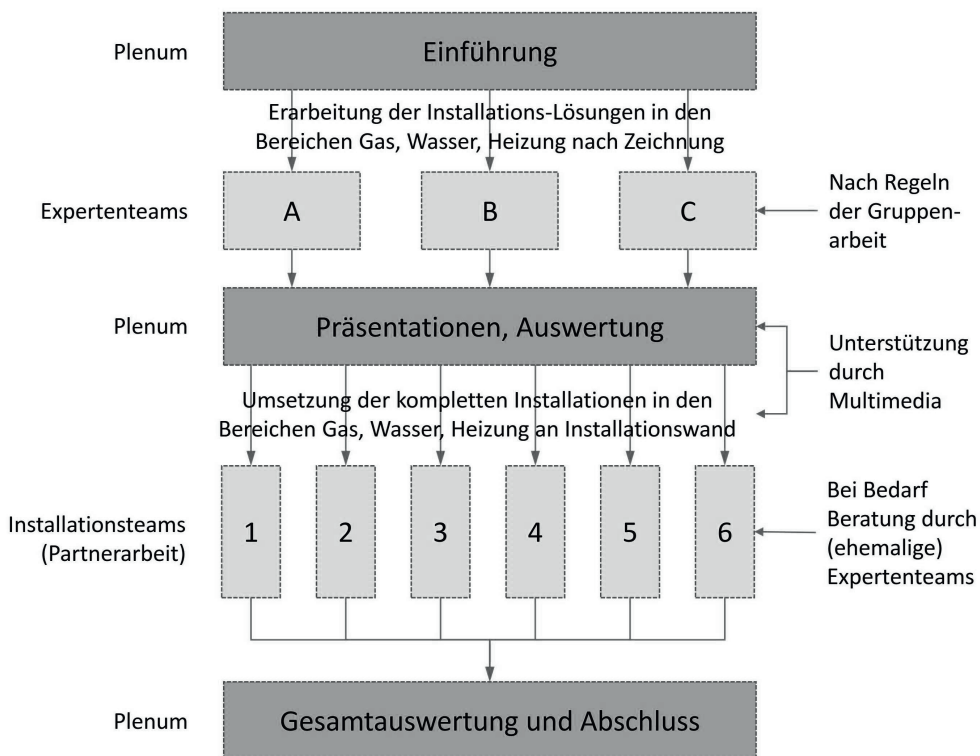 Plenum
Einführung
Erarbeitung der Installations-Lösungen in den
Bereichen Gas, Wasser, Heizung nach Zeichnung
Expertenteams
A
B
C
Nach Regeln
der Gruppen-
arbeit
Plenum
Präsentationen, Auswertung
Unterstützung
durch
Multimedia
Umsetzung der kompletten Installationen in den
Bereichen Gas, Wasser, Heizung an Installationswand
Installationsteams
(Partnerarbeit)
1
2
3
4
5
6
Bei Bedarf
Beratung durch
(ehemalige)
Expertenteams
Plenum
Gesamtauswertung und Abschluss